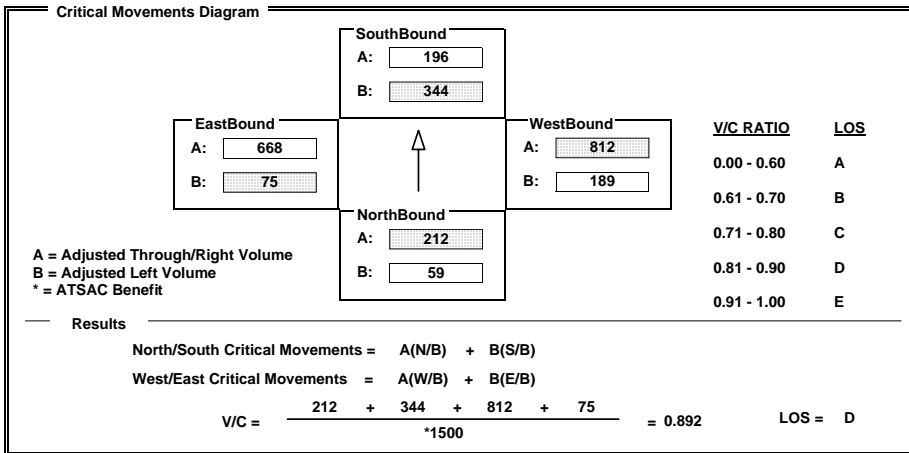 Critical Movements Diagram
SouthBound
A: 196
B: 344
EastBound
A: 668
B: 75
WestBound
A: 812
B: 189
NorthBound
A: 212
B: 59
V/C RATIO LOS
0.00 - 0.60 A
0.61 - 0.70 B
0.71 - 0.80 C
0.81 - 0.90 D
0.91 - 1.00 E
A = Adjusted Through/Right Volume
B = Adjusted Left Volume
* = ATSAC Benefit
Results
North/South Critical Movements = A(N/B) + B(S/B)
West/East Critical Movements = A(W/B) + B(E/B)
V/C = 212 + 344 + 812 + 75 = 0.892 LOS = D
*1500